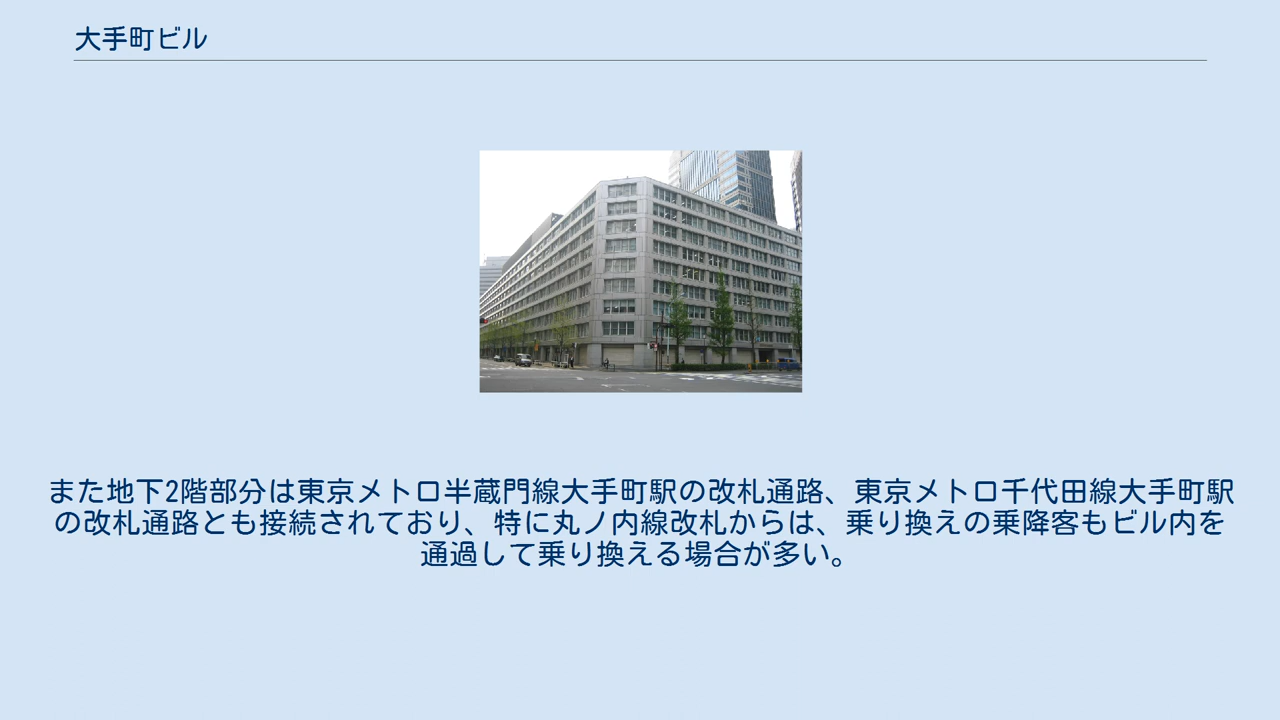 大手町ビル
また地下2階部分は東京メトロ半蔵門線大手町駅の改札通路、東京メトロ千代田線大手町駅
の改札通路とも接続されており、特に丸ノ内線改札からは、乗り換えの乗降客もビル内を
通過して乗り換える場合が多い。